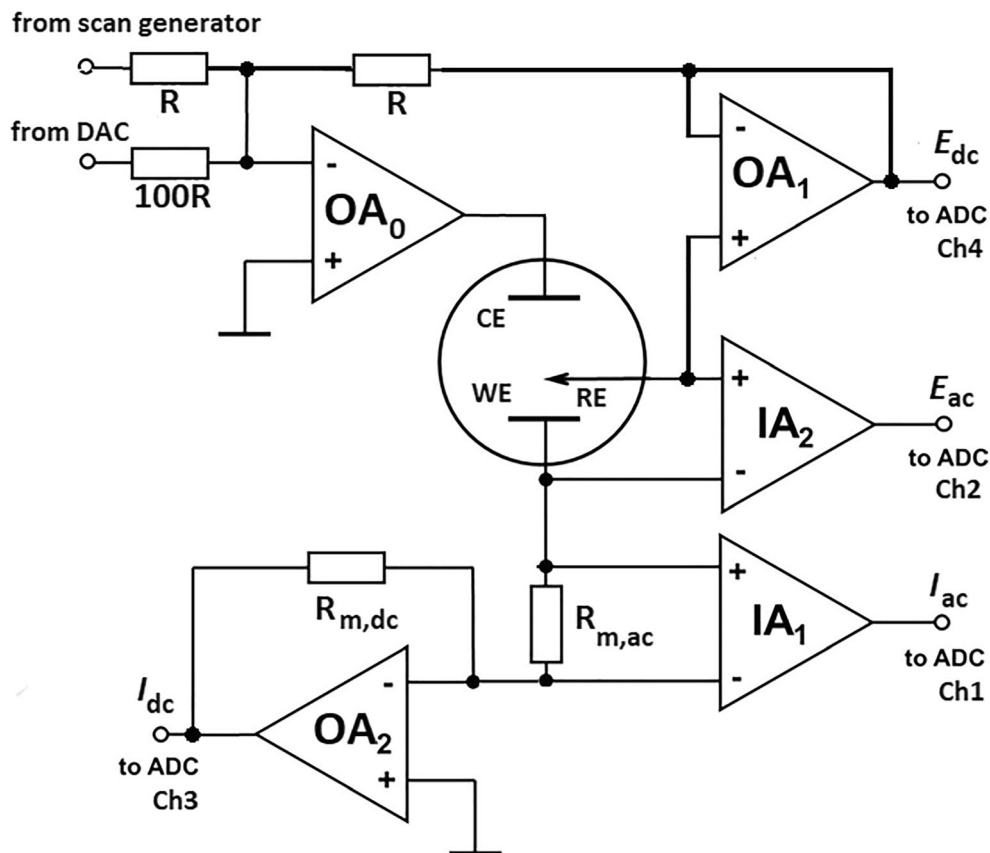 from scan generator
R
R
from DAC
100R
-
OA0
+
-
OA1
+
Edc
to ADC
Ch4
CE
WE
RE
+
IA2
-
Eac
to ADC
Ch2
Rm,dc
Rm,ac
+
IA1
-
Iac
to ADC
Ch1
Idc
to ADC
Ch3
-
OA2
+